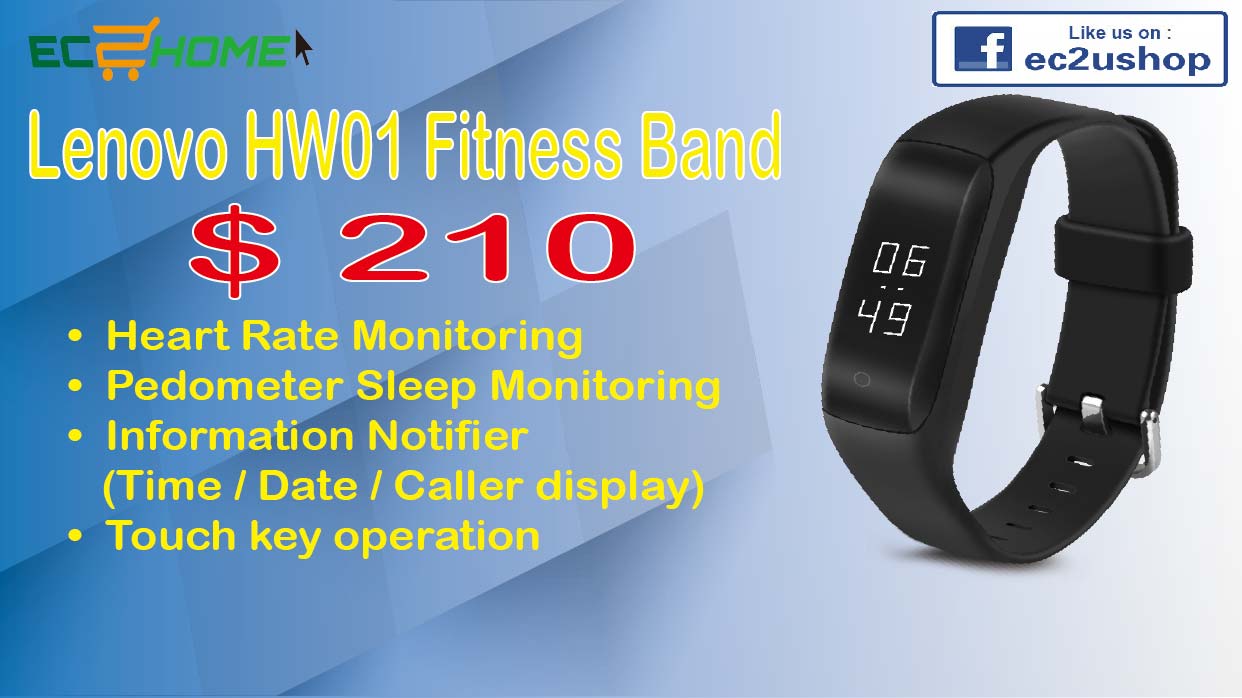 EC2HOME
Like us on :
ec2ushop
Lenovo HW01 Fitness Band
$ 210
• Heart Rate Monitoring
• Pedometer Sleep Monitoring
• Information Notifier
(Time / Date / Caller display)
• Touch key operation
06
49